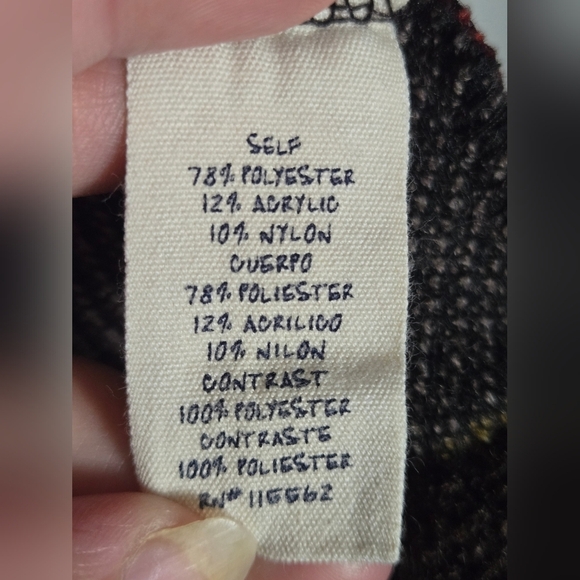 SELF
78% POLYESTER
12% ACRYLIC
10% NYLON
CUERPO
78% POLIESTER
12% ACRILICO
10% NILON
CONTRAST
100% POLYESTER
CONTRASTE
100% POLIESTER
RN# 115562